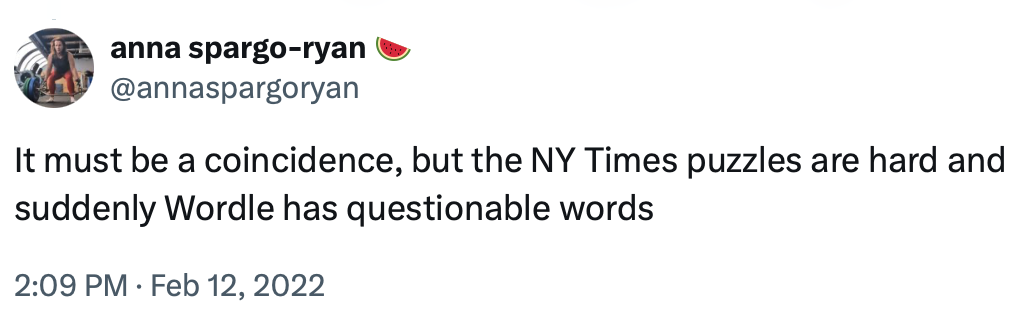 anna spargo-ryan 🍉
@annaspargoryan
It must be a coincidence, but the NY Times puzzles are hard and
suddenly Wordle has questionable words
2:09 PM · Feb 12, 2022